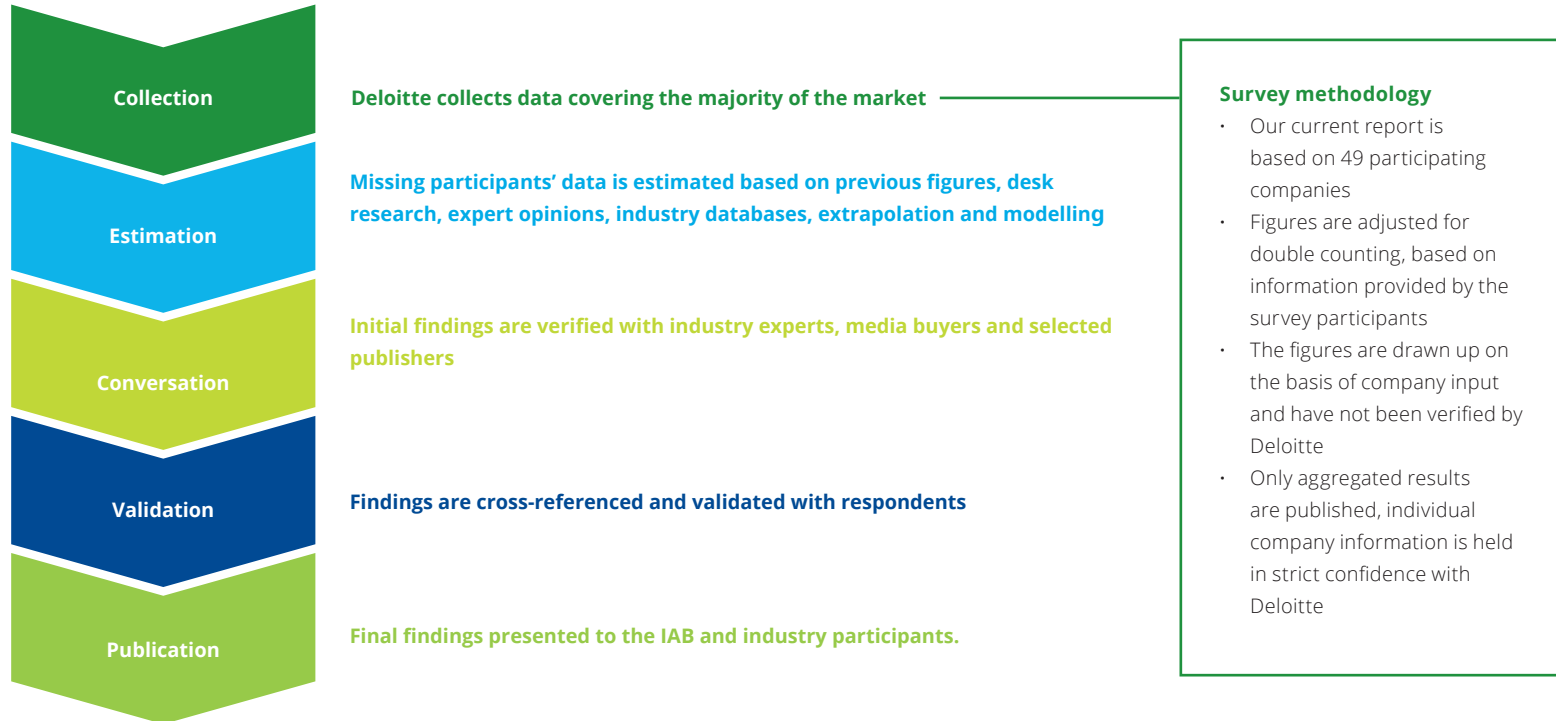 Collection
Deloitte collects data covering the majority of the market
Estimation
Missing participants’ data is estimated based on previous figures, desk
research, expert opinions, industry databases, extrapolation and modelling
Conversation
Initial findings are verified with industry experts, media buyers and selected
publishers
Validation
Findings are cross-referenced and validated with respondents
Publication
Final findings presented to the IAB and industry participants.
Survey methodology
• Our current report is
based on 49 participating
companies
• Figures are adjusted for
double counting, based on
information provided by the
survey participants
• The figures are drawn up on
the basis of company input
and have not been verified by
Deloitte
• Only aggregated results
are published, individual
company information is held
in strict confidence with
Deloitte